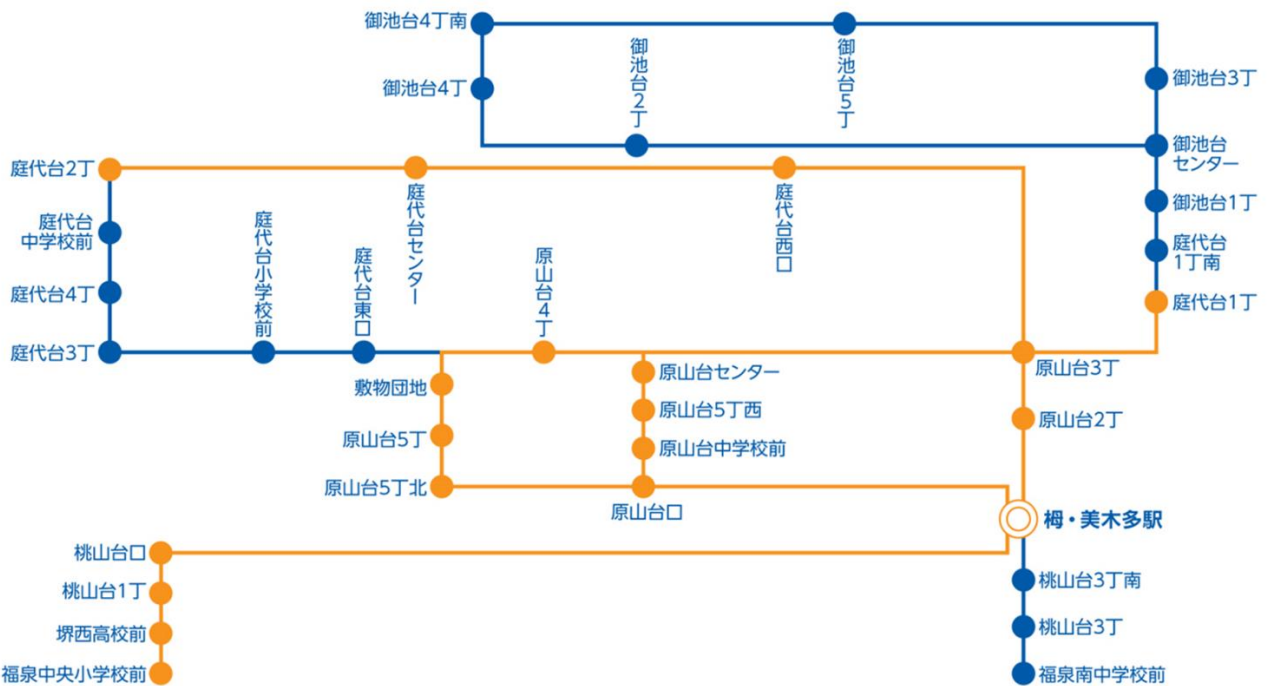 御池台4丁南
御池台5丁
御池台2丁
御池台4丁
御池台3丁
御池台
センター
庭代台2丁
庭代台センター
庭代台西口
御池台1丁
庭代台
中学校前
庭代台
1丁南
庭代台小学校前
庭代台東口
原山台4丁
庭代台4丁
庭代台1丁
庭代台3丁
原山台3丁
敷物団地
原山台センター
原山台5丁西
原山台2丁
原山台5丁
原山台中学校前
原山台5丁北
原山台口
栂・美木多駅
桃山台口
桃山台3丁南
桃山台1丁
桃山台3丁
堺西高校前
福泉中央小学校前
福泉南中学校前